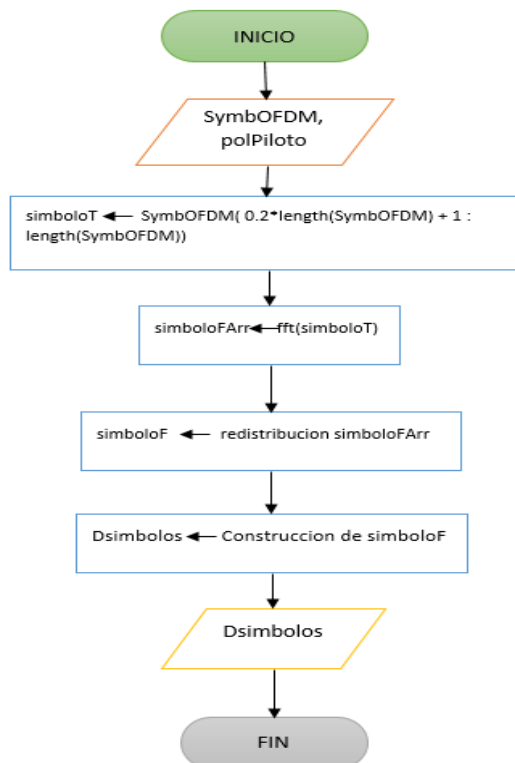 INICIO
SymbOFDM,
polPiloto
simboloT ← SymbOFDM( 0.2*length(SymbOFDM) + 1 :
length(SymbOFDM))
simboloFArr ← fft(simboloT)
simboloF ← redistribucion simboloFArr
Dsimbolos ← Construccion de simboloF
Dsimbolos
FIN